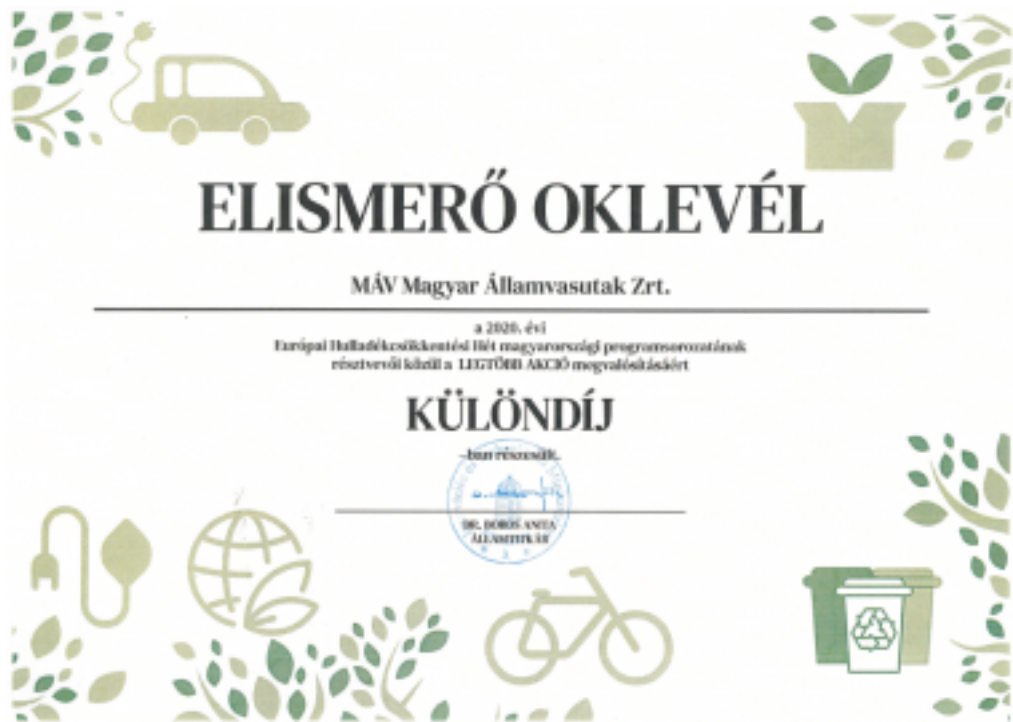 ELISMERŐ OKLEVÉL
MÁV Magyar Államvasutak Zrt.
a 2020. évi
Európai Hulladékcsökkentési Hét magyarországi programsorozatának
résztvevői közül a LEGTÖBB AKCIÓ megvalósításáért
KÜLÖNDÍJ
-ban részesült.
DR. BOROS ANITA
ÁLLAMTITKÁR